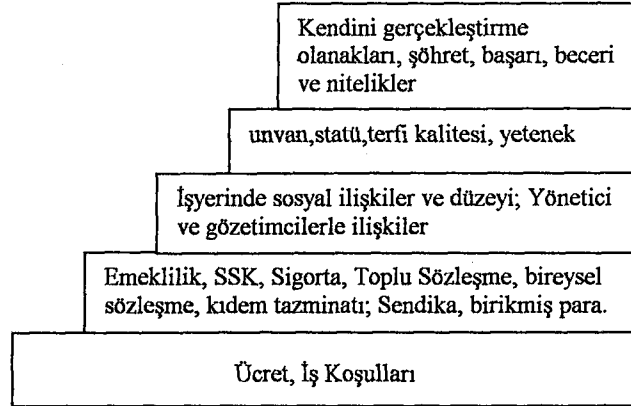 Kendini gerçekleştirme
olanakları, şöhret, başarı, beceri
ve nitelikler
unvan,statü,terfi kalitesi, yetenek
İşyerinde sosyal ilişkiler ve düzeyi; Yönetici
ve gözetimcilerle ilişkiler
Emeklilik, SSK, Sigorta, Toplu Sözleşme, bireysel
sözleşme, kıdem tazminatı; Sendika, birikmiş para.
Ücret, İş Koşulları